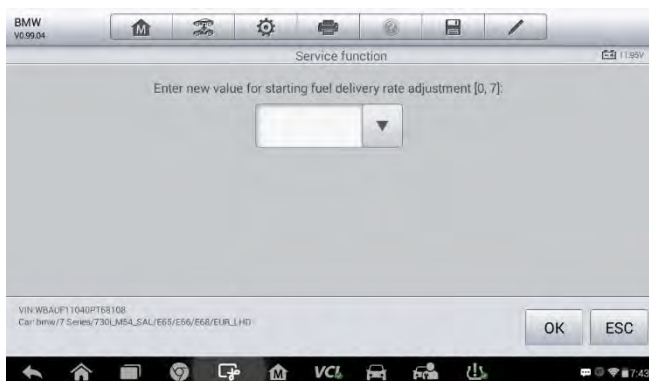 BMW
V0.99.04
Service function
11.95V
Enter new value for starting fuel delivery rate adjustment [0, 7]:
VIN:WBAUF11040PT68108
Car: bmw/7 Series/730i_M54_SAL/E65/E66/E68/EUR_LHD
OK
ESC
VCI
7:43